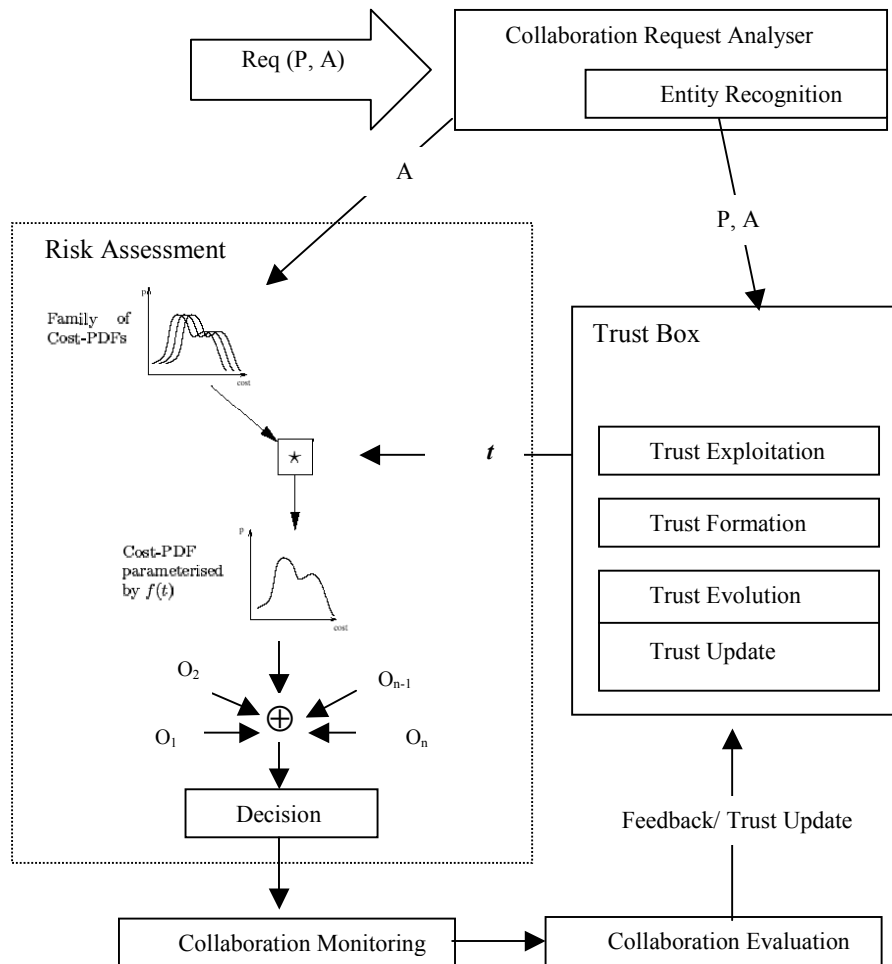 Collaboration Request Analyser
Req (P, A)
Entity Recognition
A
P, A
Risk Assessment
p
Family of
Cost-PDFs
cost
Trust Box
⋆
t
Trust Exploitation
Trust Formation
p
Cost-PDF
parameterised
by f(t)
cost
Trust Evolution
Trust Update
O2
On-1
⊕
O1
On
Decision
Feedback/ Trust Update
Collaboration Monitoring
Collaboration Evaluation